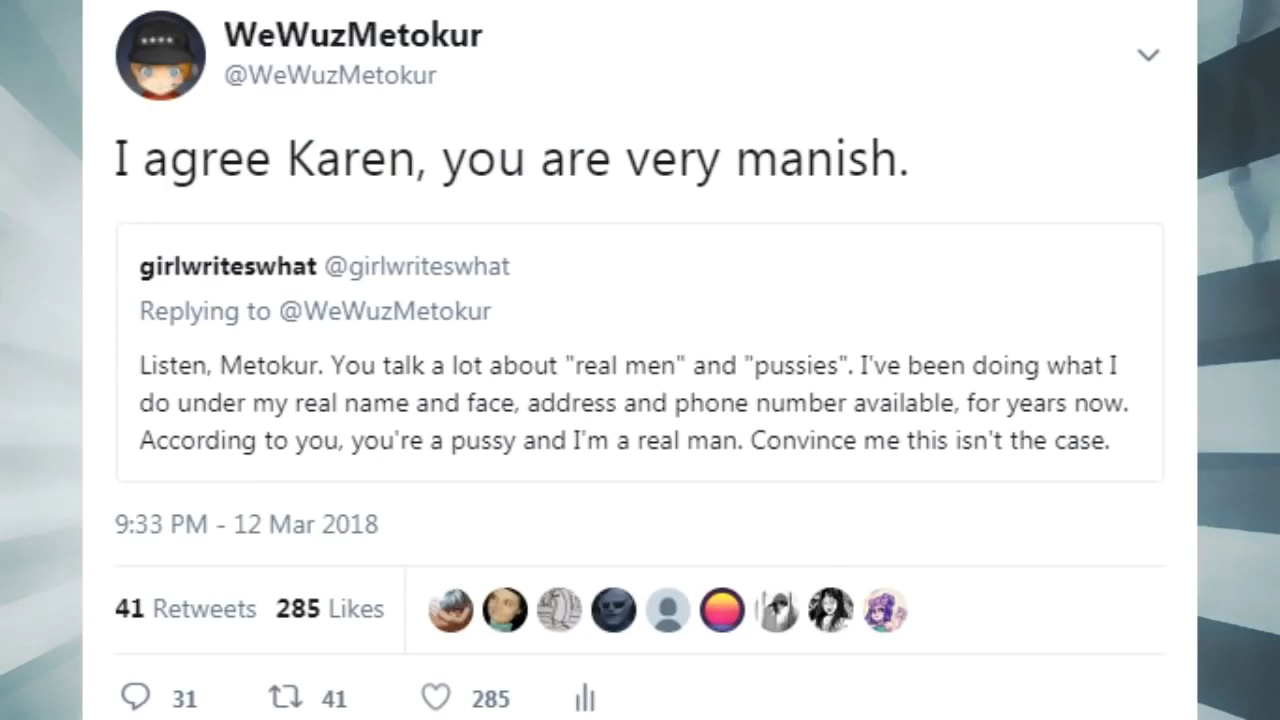 WeWuzMetokur
@WeWuzMetokur
I agree Karen, you are very manish.
girlwriteswhat @girlwriteswhat
Replying to @WeWuzMetokur
Listen, Metokur. You talk a lot about "real men" and "pussies". I've been doing what I
do under my real name and face, address and phone number available, for years now.
According to you, you're a pussy and I'm a real man. Convince me this isn't the case.
9:33 PM - 12 Mar 2018
41 Retweets 285 Likes
31 41 285